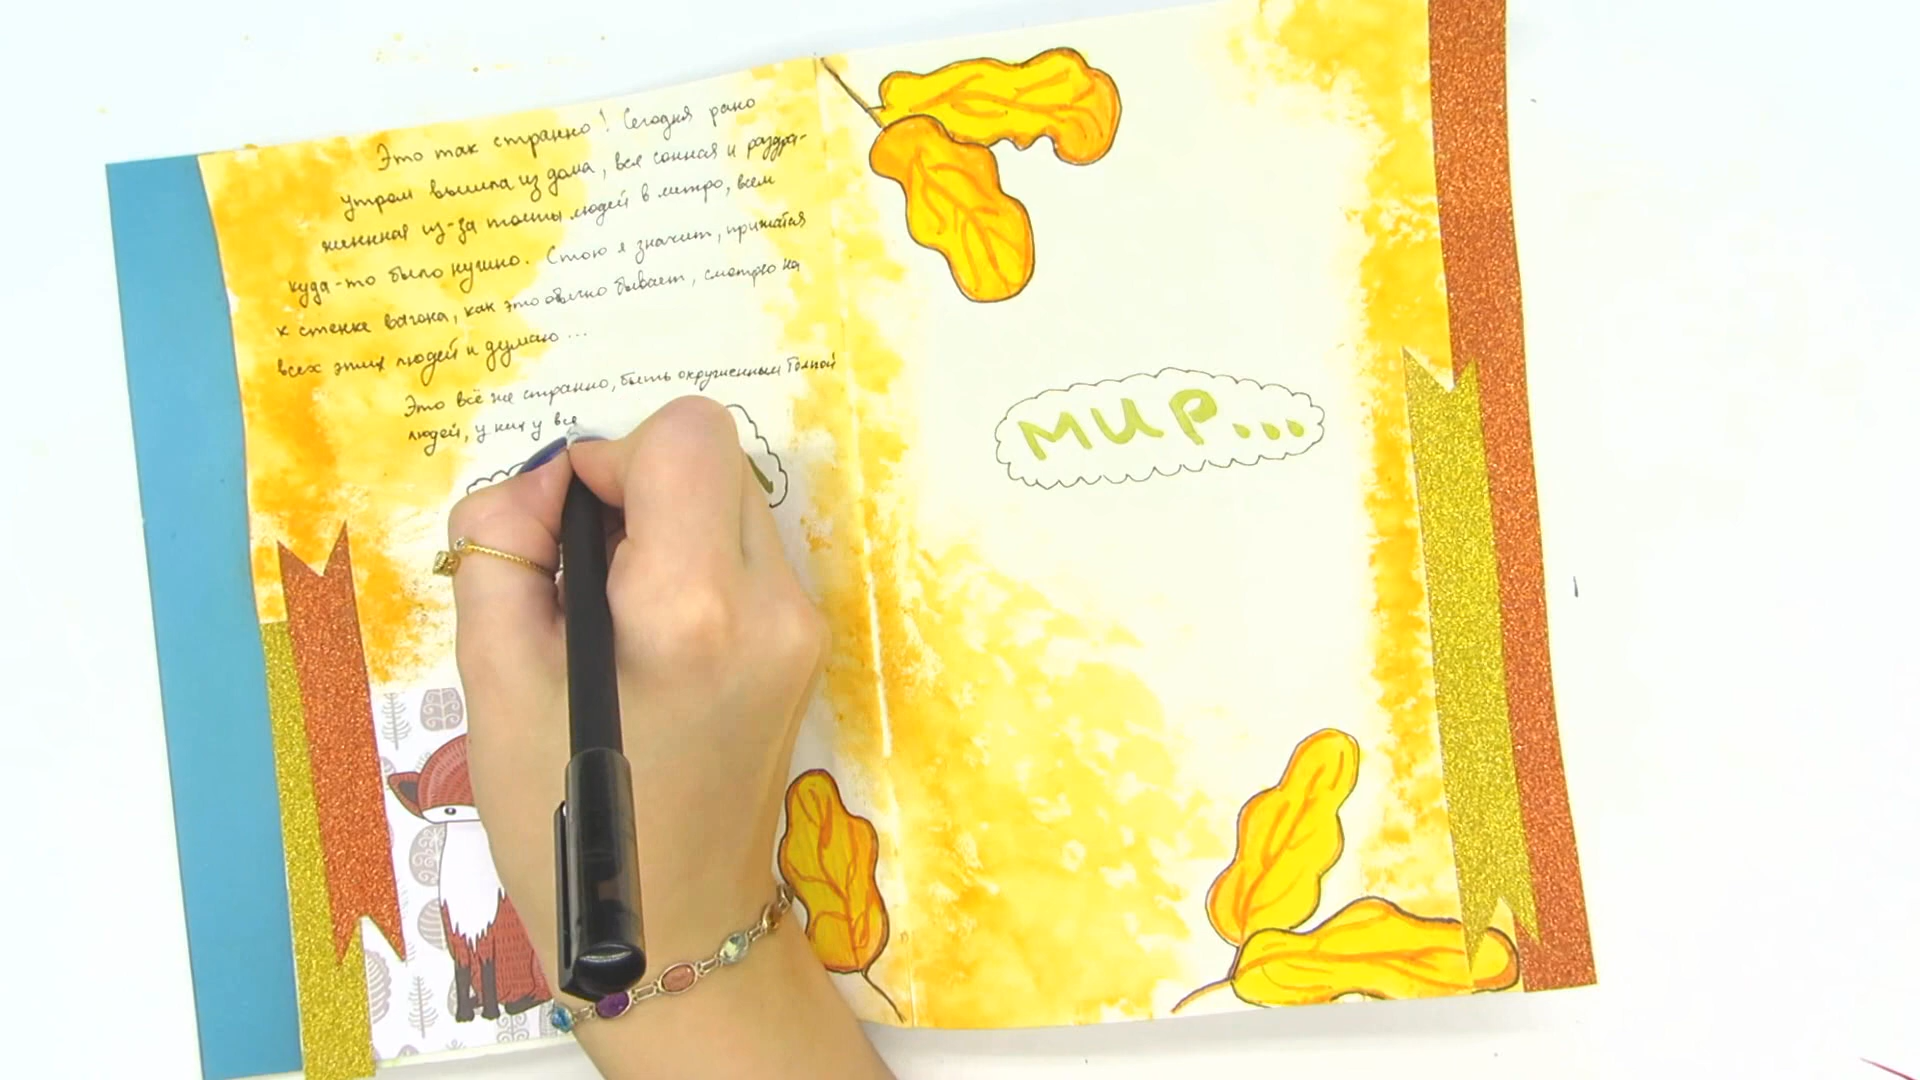 Это так странно! Сегодня рано
утром вышла из дома, вся сонная и раздра-
женная из-за толпы людей в метро, всем
куда-то было нужно. Стою я значит, прижатая
к стенке вагона, как это обычно бывает, смотрю на
всех этих людей и думаю...
Это всё же странно, быть окруженным толпой
людей, у них у все
мир...